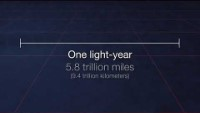 One light-year
5.8 trillion miles
(9.4 trillion kilometers)